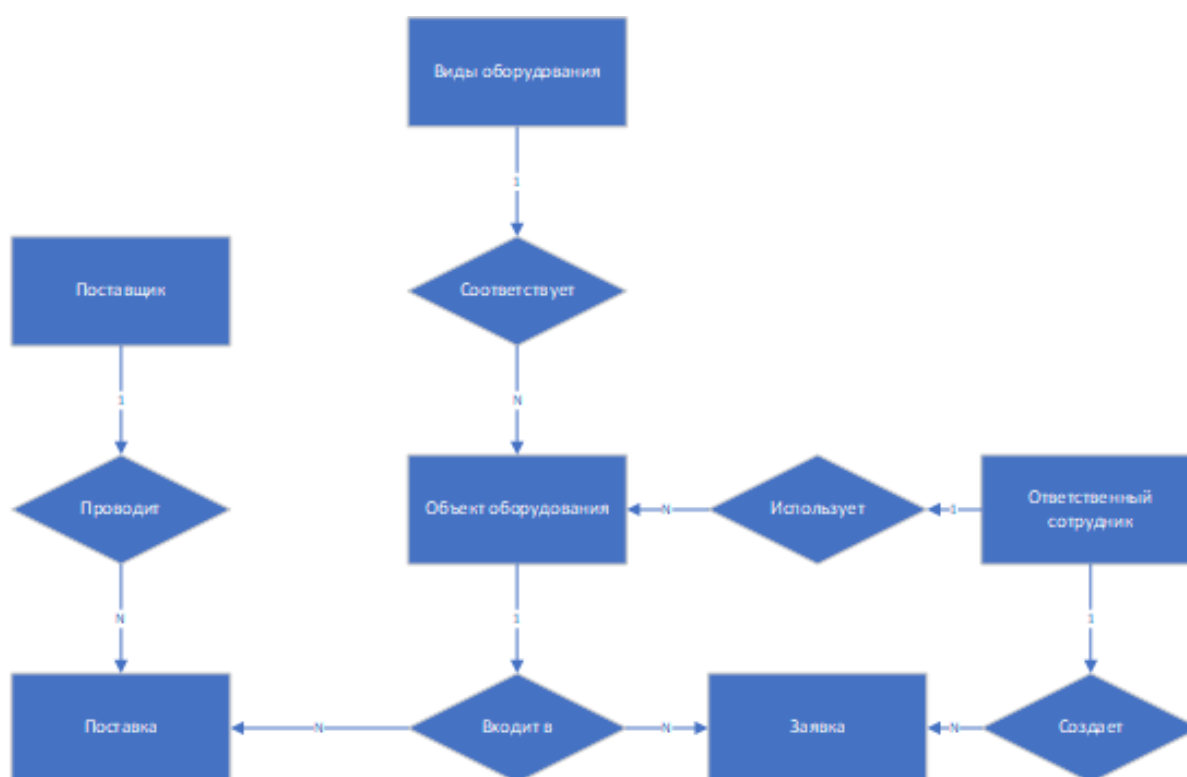 Виды оборудования
1
Поставщик
Соответствует
1
N
Проводит
Объект оборудования
N
Использует
1
Ответственный
сотрудник
N
1
1
Поставка
N
Входит в
N
Заявка
N
Создает